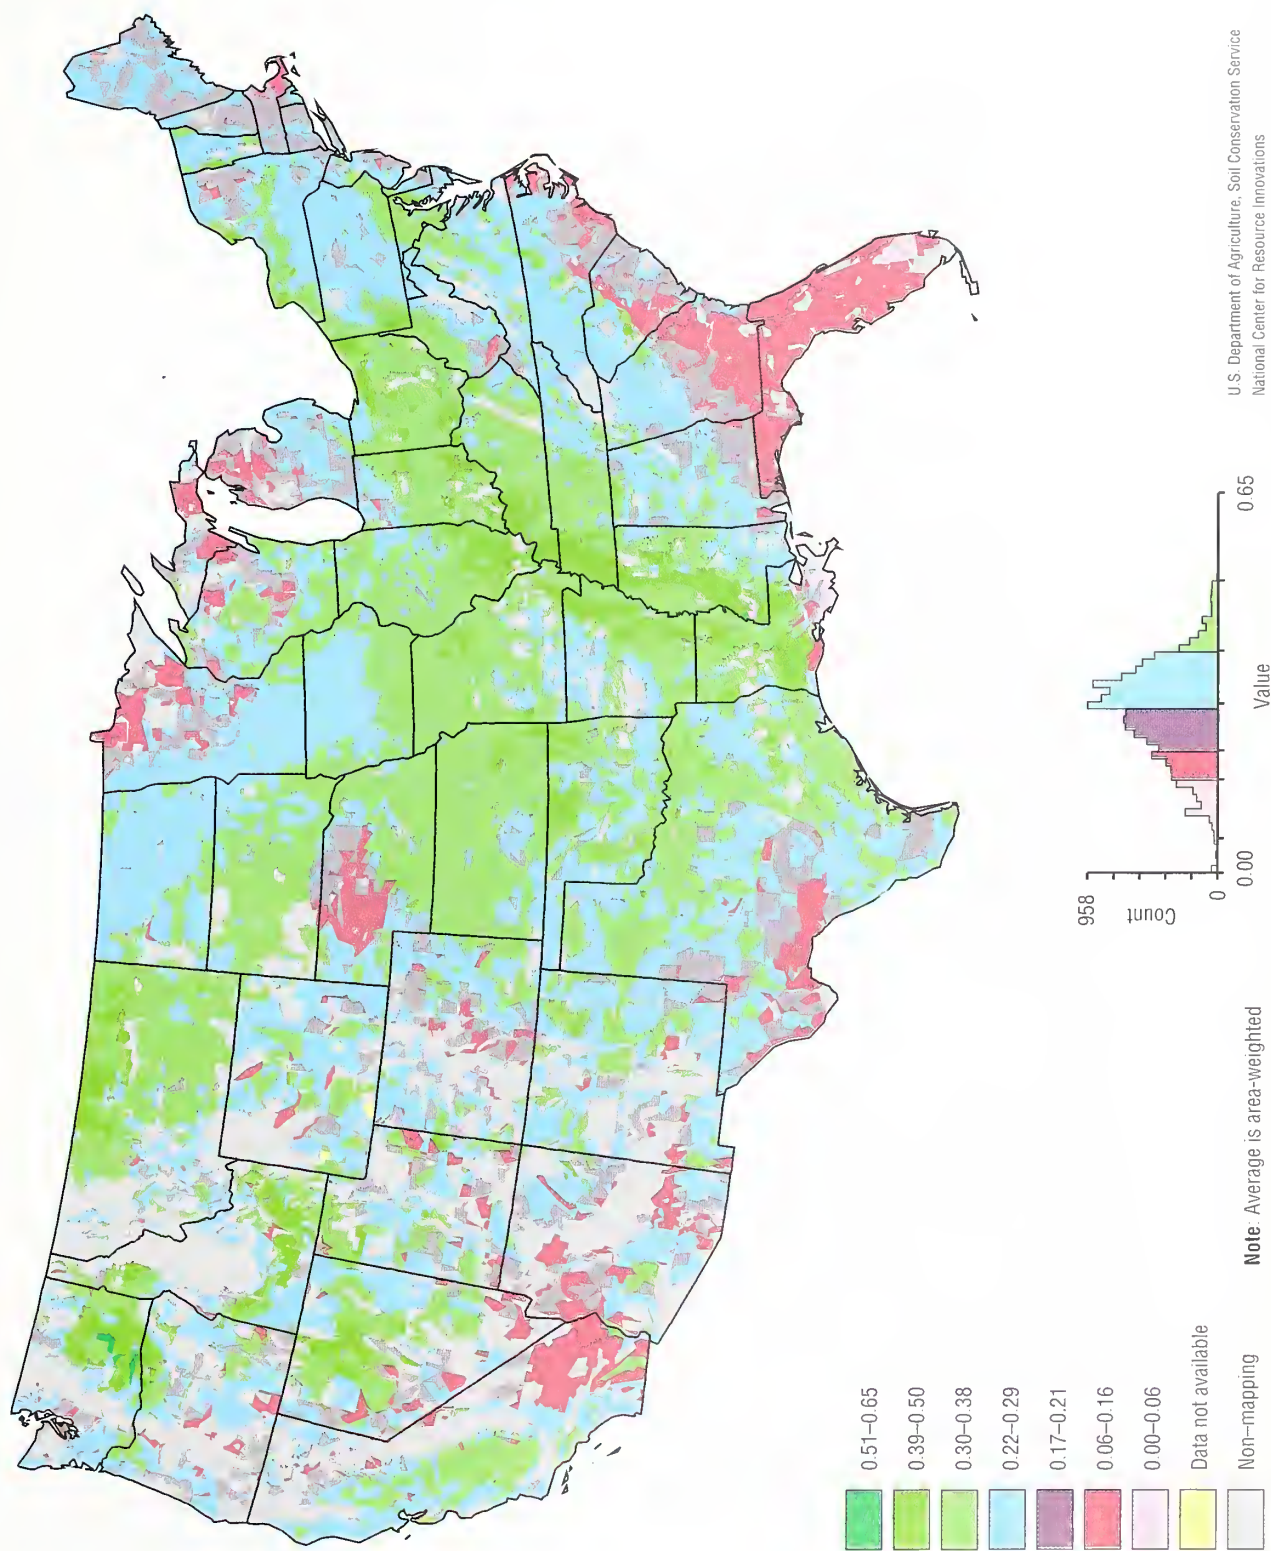 0.51–0.65
0.39–0.50
0.30–0.38
0.22–0.29
0.17–0.21
0.06–0.16
0.00–0.06
Data not available
Non–mapping
Note: Average is area-weighted
958
Count
0
0.00
Value
0.65
U.S. Department of Agriculture, Soil Conservation Service
National Center for Resource Innovations